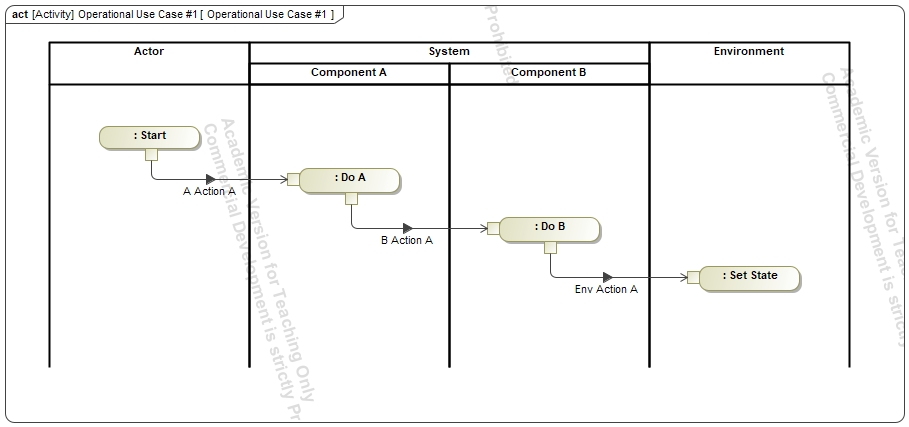 act [Activity] Operational Use Case #1 [ Operational Use Case #1 ]
Actor
System
Environment
Component A
Component B
: Start
A Action A
: Do A
B Action A
: Do B
Env Action A
: Set State
Prohibited
Academic Version for Teaching Only
Commercial Development is strictly Pr
Academic Version for Tea
Commercial Development is strictly